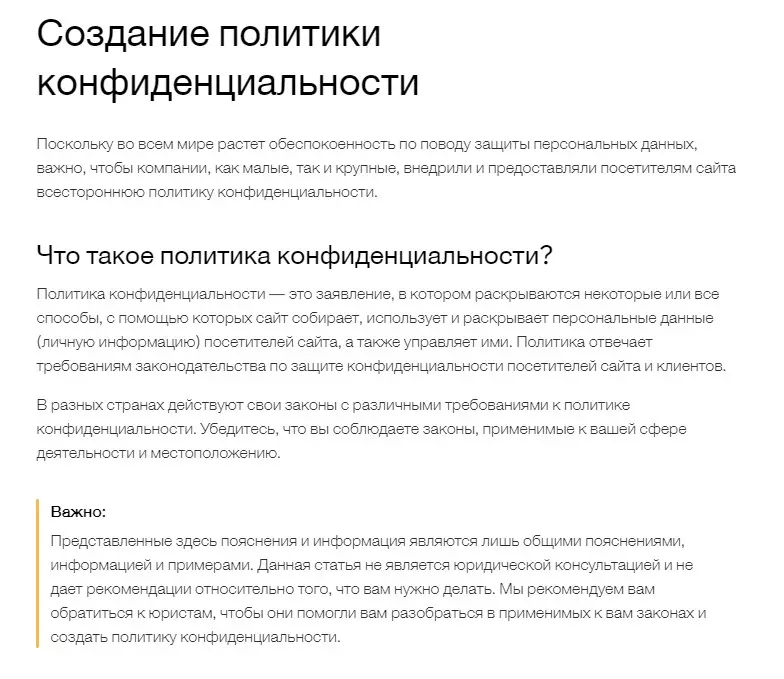 Создание политики
конфиденциальности
Поскольку во всем мире растет обеспокоенность по поводу защиты персональных данных,
важно, чтобы компании, как малые, так и крупные, внедрили и предоставляли посетителям сайта
всестороннюю политику конфиденциальности.
Что такое политика конфиденциальности?
Политика конфиденциальности — это заявление, в котором раскрываются некоторые или все
способы, с помощью которых сайт собирает, использует и раскрывает персональные данные
(личную информацию) посетителей сайта, а также управляет ими. Политика отвечает
требованиям законодательства по защите конфиденциальности посетителей сайта и клиентов.
В разных странах действуют свои законы с различными требованиями к политике
конфиденциальности. Убедитесь, что вы соблюдаете законы, применимые к вашей сфере
деятельности и местоположению.
Важно:
Представленные здесь пояснения и информация являются лишь общими пояснениями,
информацией и примерами. Данная статья не является юридической консультацией и не
дает рекомендации относительно того, что вам нужно делать. Мы рекомендуем вам
обратиться к юристам, чтобы они помогли вам разобраться в применимых к вам законах и
создать политику конфиденциальности.